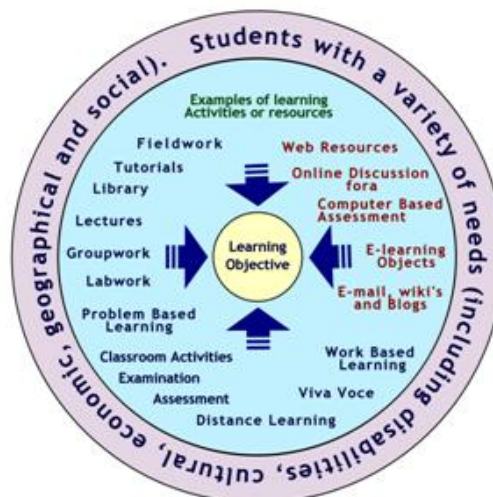 Students with a variety of needs (including disabilities, cultural, economic, geographical and social).
Examples of learning
Activities or resources
Fieldwork
Tutorials
Library
Lectures
Groupwork
Labwork
Problem Based
Learning
Classroom Activities
Examination
Assessment
Distance Learning
Viva Voce
Work Based
Learning
Web Resources
Online Discussion
fora
Computer Based
Assessment
E-learning
Objects
E-mail, wiki's
and Blogs
Learning
Objective